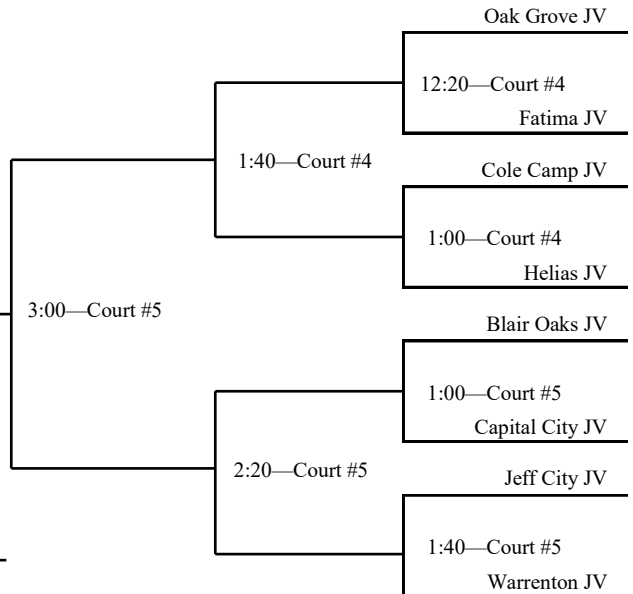 Oak Grove JV
12:20—Court #4
Fatima JV
1:40—Court #4
Cole Camp JV
1:00—Court #4
Helias JV
3:00—Court #5
Blair Oaks JV
1:00—Court #5
Capital City JV
2:20—Court #5
Jeff City JV
1:40—Court #5
Warrenton JV